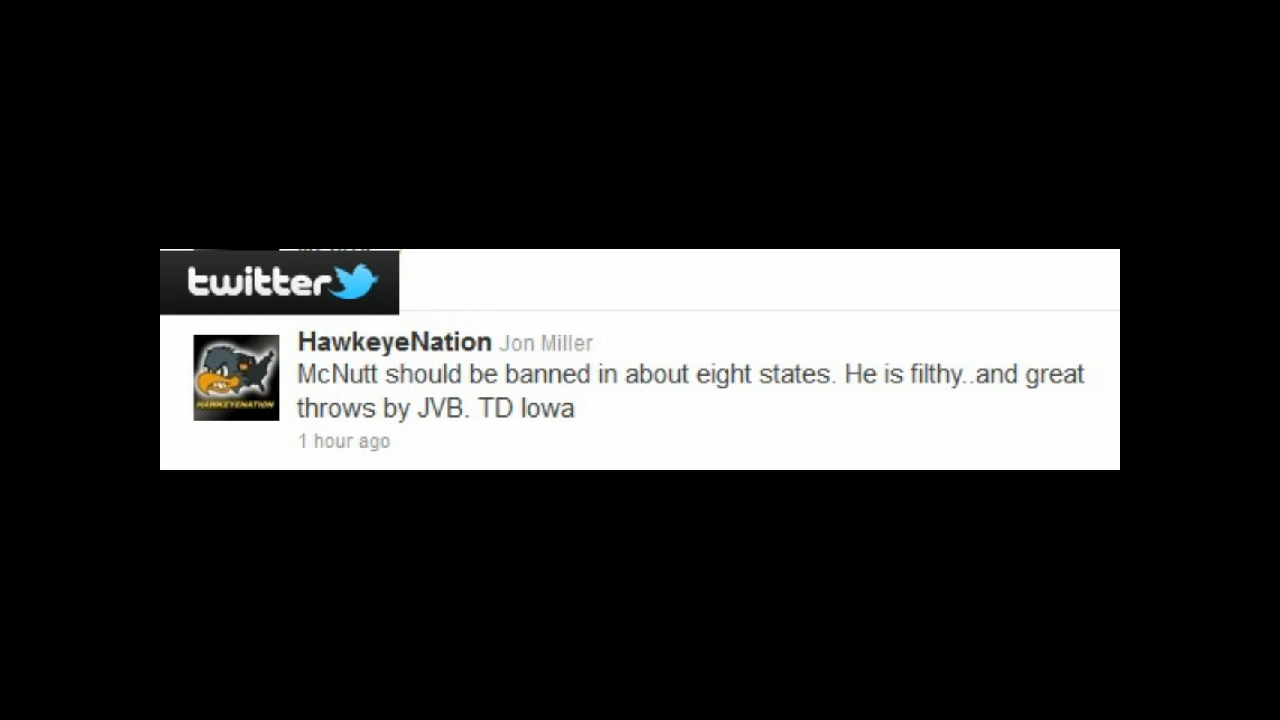 twitter
HawkeyeNation Jon Miller
McNutt should be banned in about eight states. He is filthy..and great
throws by JVB. TD Iowa
1 hour ago
HAWKEYENATION